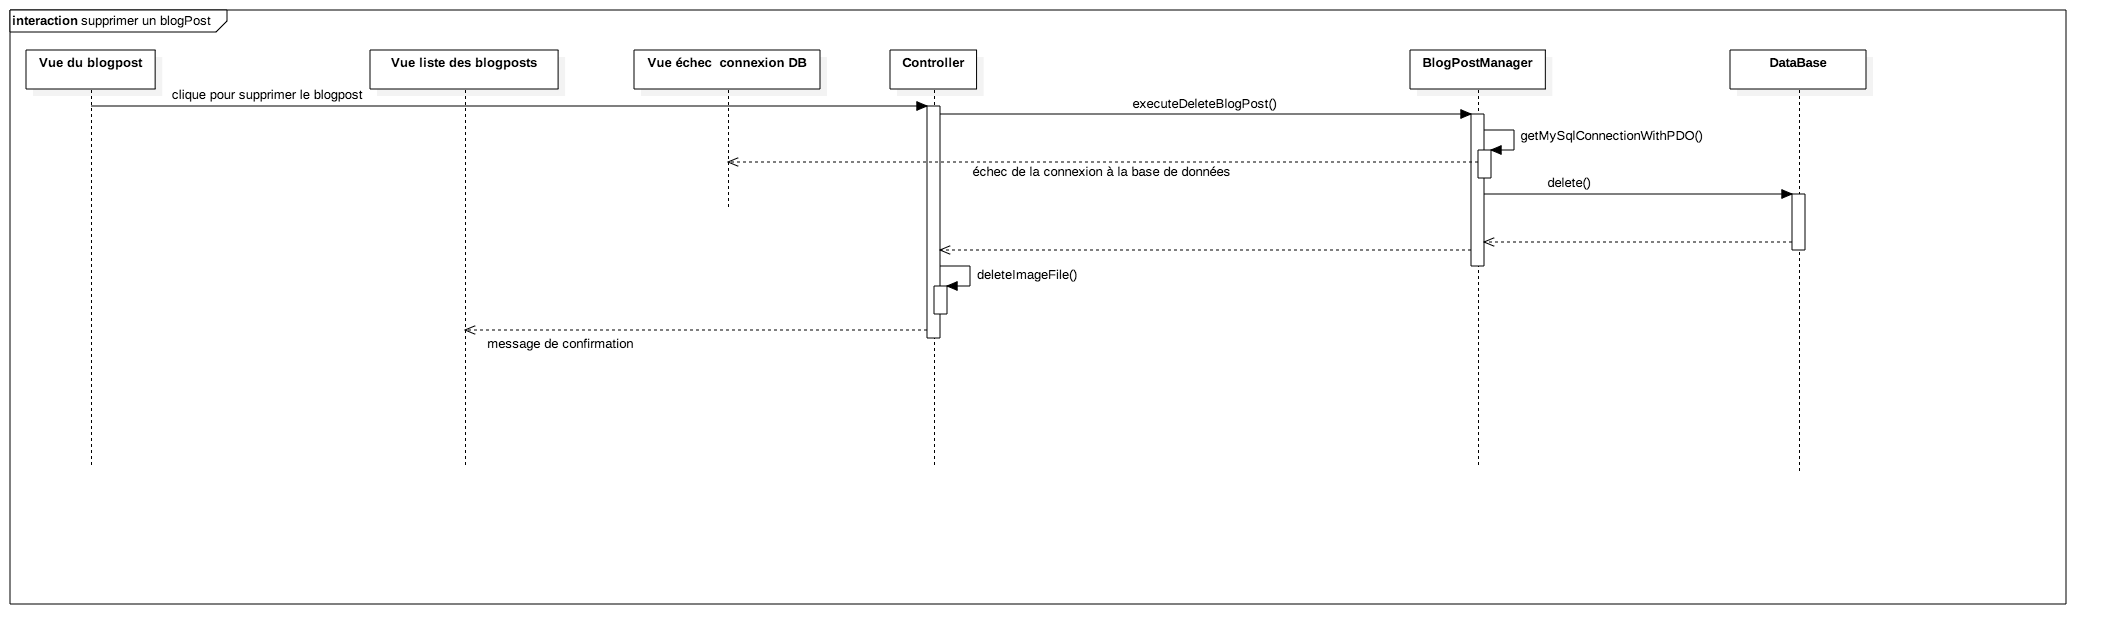 interaction supprimer un blogPost
Vue du blogpost
Vue liste des blogposts
Vue échec  connexion DB
Controller
BlogPostManager
DataBase
clique pour supprimer le blogpost
executeDeleteBlogPost()
getMySqlConnectionWithPDO()
échec de la connexion à la base de données
delete()
deleteImageFile()
message de confirmation